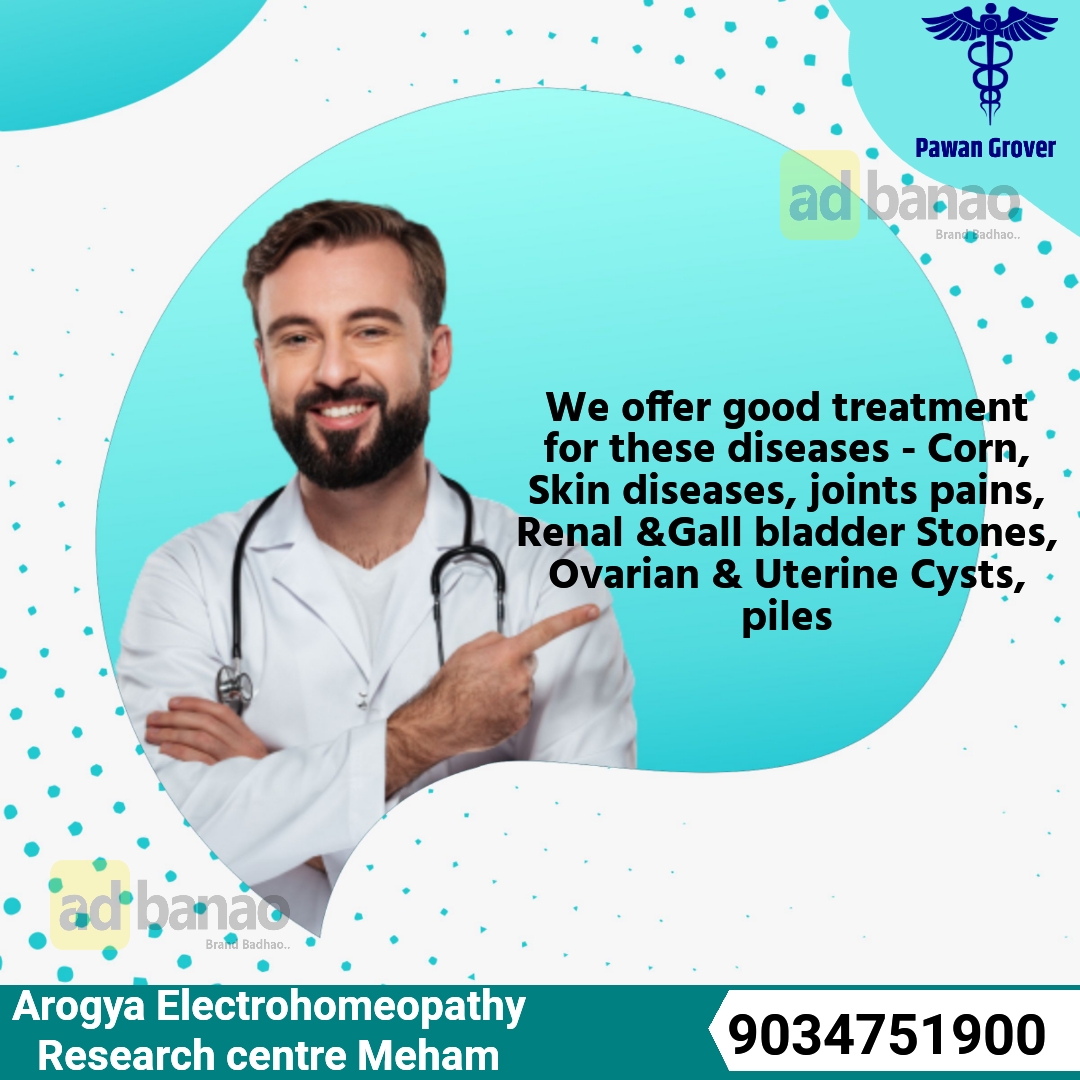 Pawan Grover
ad banao
Brand Badhao..
We offer good treatment
for these diseases - Corn,
Skin diseases, joints pains,
Renal &Gall bladder Stones,
Ovarian & Uterine Cysts,
piles
ad banao
Brand Badhao..
Arogya Electrohomeopathy
Research centre Meham
9034751900